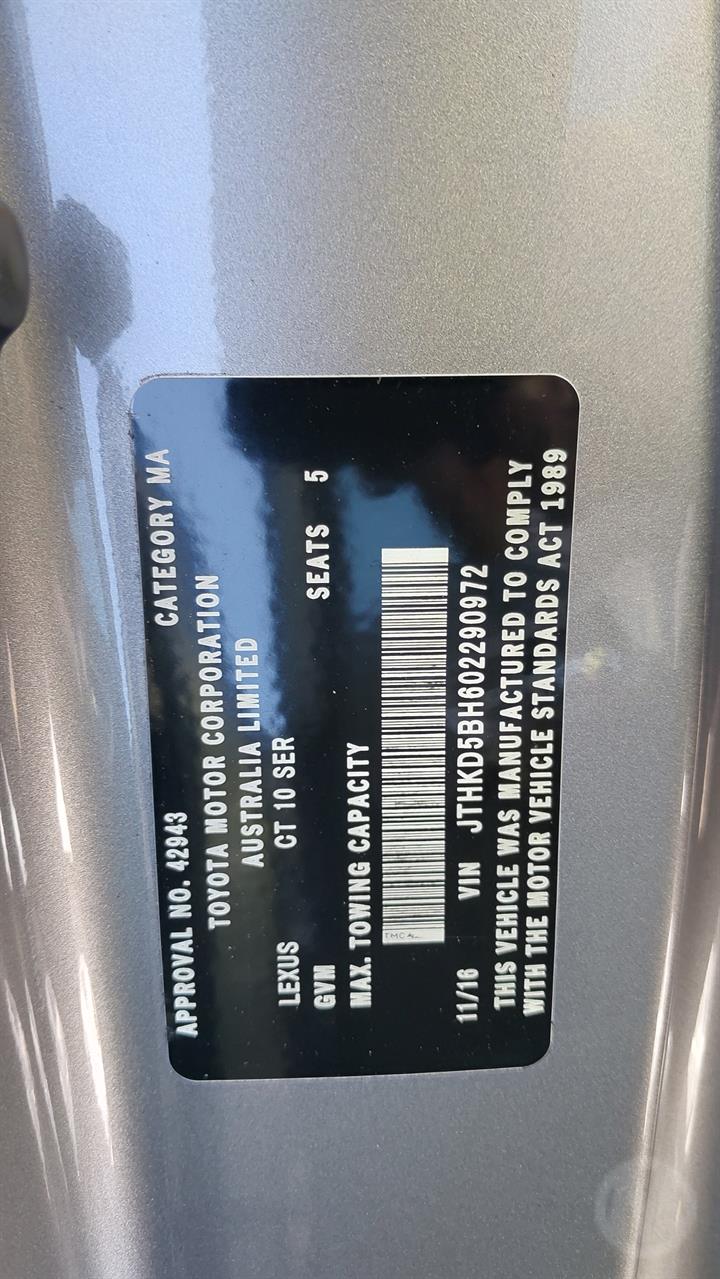 APPROVAL NO. 42943 CATEGORY MA
TOYOTA MOTOR CORPORATION
AUSTRALIA LIMITED
LEXUS CT 10 SER
GVM SEATS 5
MAX. TOWING CAPACITY
TMCA
11/16 VIN JTHKD5BH602290972
THIS VEHICLE WAS MANUFACTURED TO COMPLY
WITH THE MOTOR VEHICLE STANDARDS ACT 1989